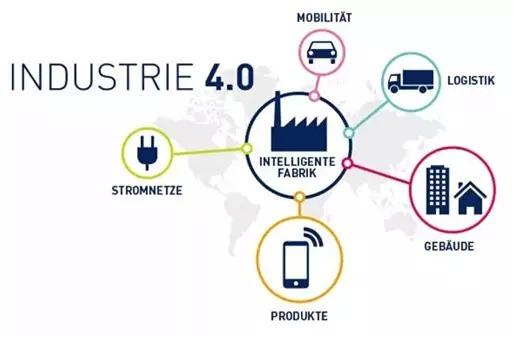 MOBILITÄT
INDUSTRIE 4.0
LOGISTIK
INTELLIGENTE
FABRIK
STROMNETZE
GEBÄUDE
PRODUKTE